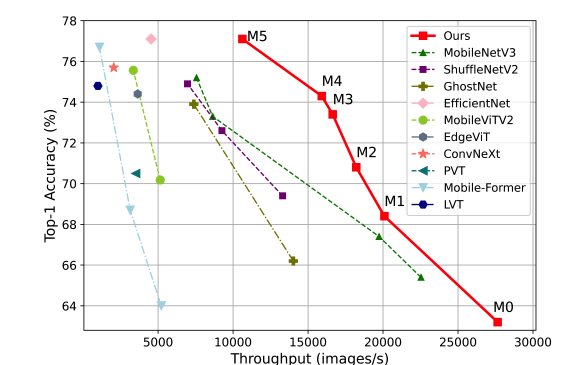 78
76
74
72
70
68
66
64
Top-1 Accuracy (%)
5000
10000
15000
20000
25000
30000
Throughput (images/s)
M5
M4
M3
M2
M1
M0
Ours
MobileNetV3
ShuffleNetV2
GhostNet
EfficientNet
MobileViTV2
EdgeViT
ConvNeXt
PVT
Mobile-Former
LVT